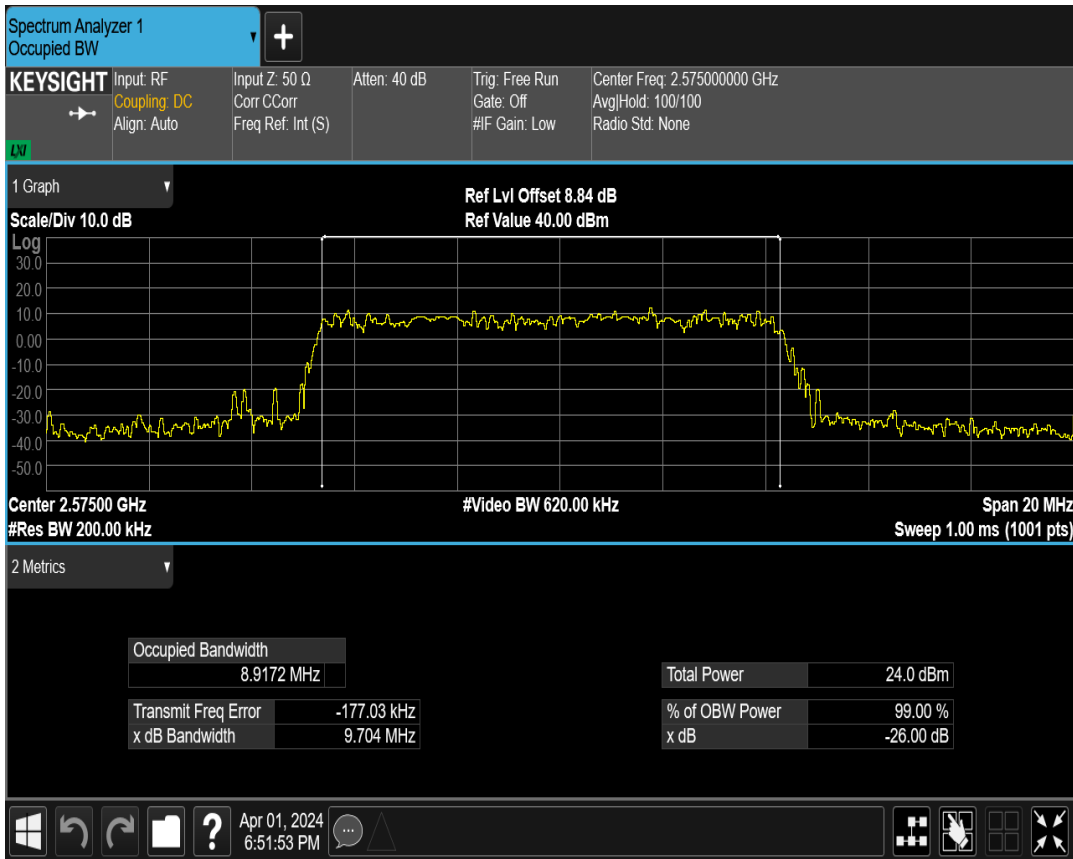 Spectrum Analyzer 1
Occupied BW
+
KEYSIGHT
LXI
Input: RF
Coupling: DC
Align: Auto
Input Z: 50 Ω
Corr CCorr
Freq Ref: Int (S)
Atten: 40 dB
Trig: Free Run
Gate: Off
#IF Gain: Low
Center Freq: 2.575000000 GHz
Avg|Hold: 100/100
Radio Std: None
1 Graph
Scale/Div 10.0 dB
Ref Lvl Offset 8.84 dB
Ref Value 40.00 dBm
Log
30.0
20.0
10.0
0.00
-10.0
-20.0
-30.0
-40.0
-50.0
Center 2.57500 GHz
#Video BW 620.00 kHz
Span 20 MHz
#Res BW 200.00 kHz
Sweep 1.00 ms (1001 pts)
2 Metrics
Occupied Bandwidth
8.9172 MHz
Total Power 24.0 dBm
Transmit Freq Error -177.03 kHz
% of OBW Power 99.00 %
x dB Bandwidth 9.704 MHz
x dB -26.00 dB
?
Apr 01, 2024
6:51:53 PM